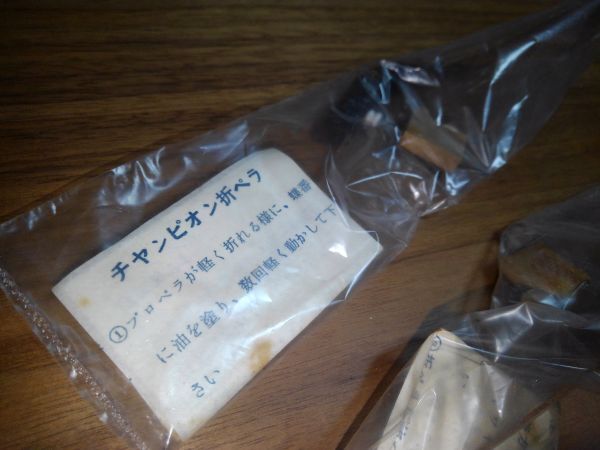 チャンピオン折ペラ
①プロペラが軽く折れる様に、蝶番
に油を塗り、数回軽く動かして下
さい